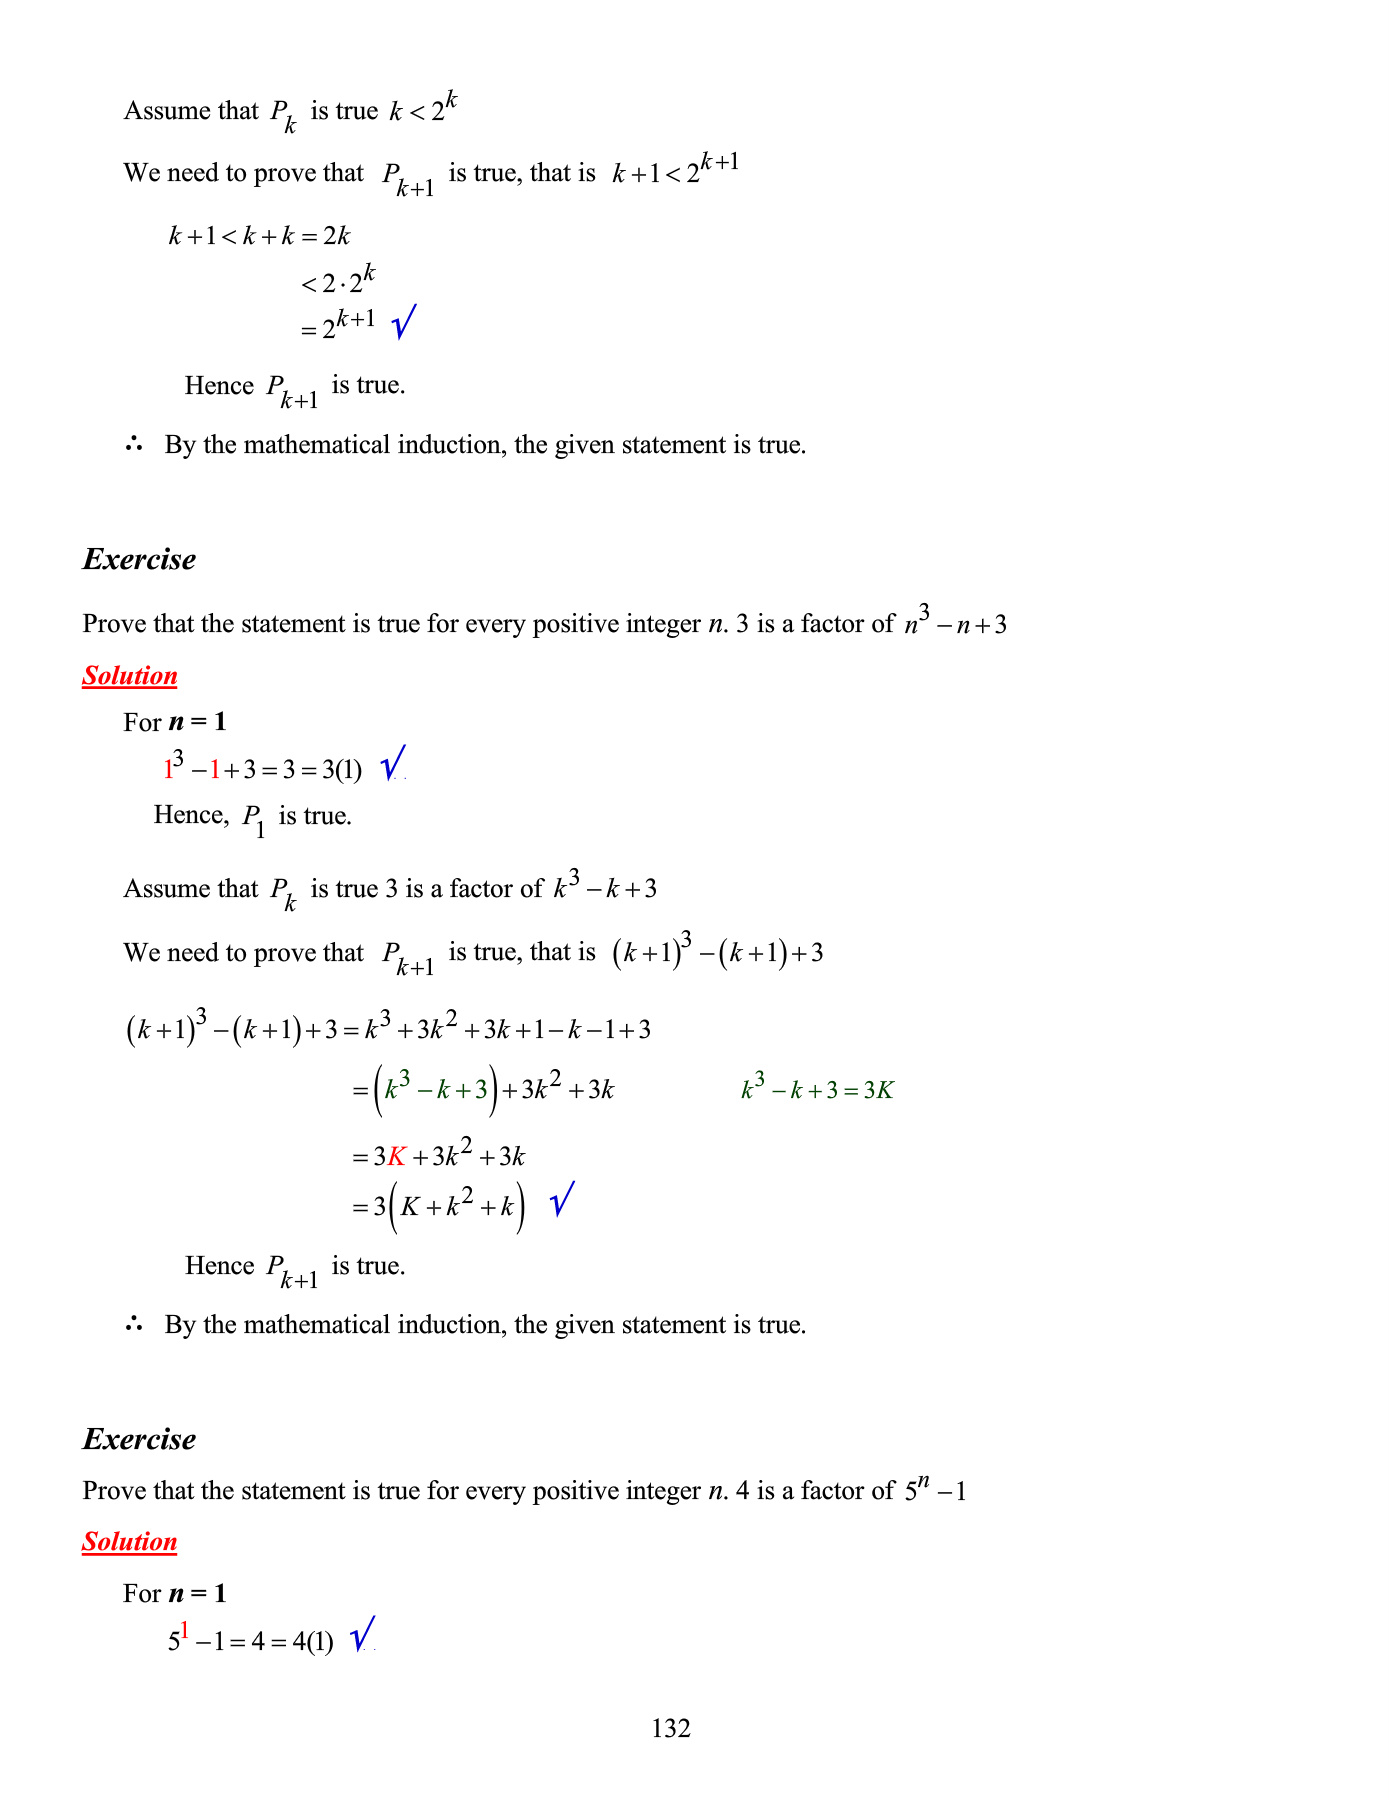 Assume that P_k is true k < 2^k
We need to prove that P_{k+1} is true, that is k + 1 < 2^{k+1}
k + 1 < k + k = 2k
< 2 · 2^k
= 2^{k+1} √
Hence P_{k+1} is true.
∴ By the mathematical induction, the given statement is true.
Exercise
Prove that the statement is true for every positive integer n. 3 is a factor of n^3 − n + 3
Solution
For n = 1
1^3 − 1 + 3 = 3 = 3(1) √
Hence, P_1 is true.
Assume that P_k is true 3 is a factor of k^3 − k + 3
We need to prove that P_{k+1} is true, that is (k + 1)^3 − (k + 1) + 3
(k + 1)^3 − (k + 1) + 3 = k^3 + 3k^2 + 3k + 1 − k − 1 + 3
= (k^3 − k + 3) + 3k^2 + 3k k^3 − k + 3 = 3K
= 3K + 3k^2 + 3k
= 3(K + k^2 + k) √
Hence P_{k+1} is true.
∴ By the mathematical induction, the given statement is true.
Exercise
Prove that the statement is true for every positive integer n. 4 is a factor of 5^n − 1
Solution
For n = 1
5^1 − 1 = 4 = 4(1) √
132